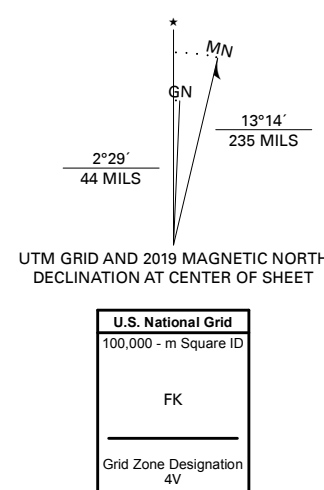 ★
MN
GN
13°14´
235 MILS
2°29´
44 MILS
UTM GRID AND 2019 MAGNETIC NORTH
DECLINATION AT CENTER OF SHEET
U.S. National Grid
100,000 - m Square ID
FK
Grid Zone Designation
4V